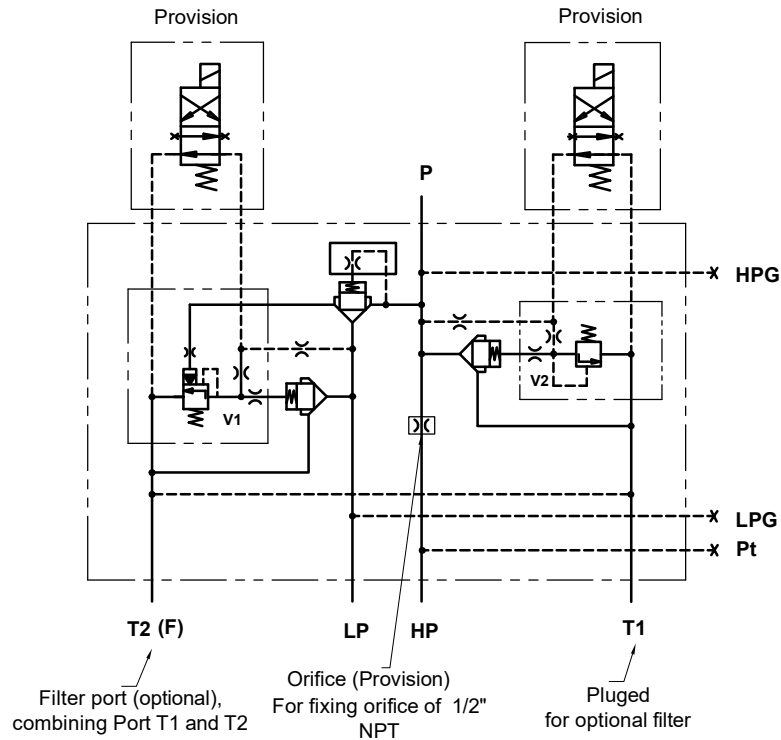 Provision
Provision
P
HPG
V1
V2
LPG
Pt
T2 (F)
LP
HP
T1
Filter port (optional),
combining Port T1 and T2
Orifice (Provision)
For fixing orifice of 1/2"
NPT
Pluged
for optional filter